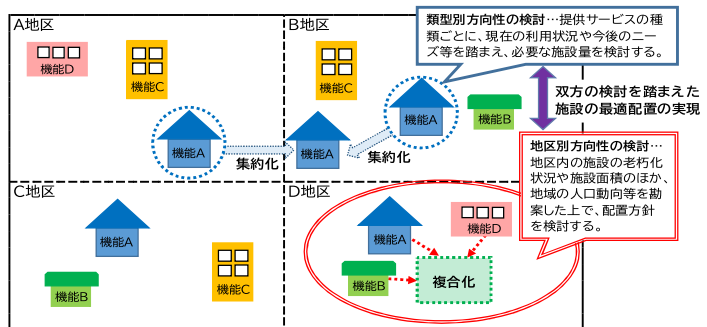 A地区
機能D
機能C
機能A
集約化
B地区
機能C
機能A
機能B
機能A
集約化
類型別方向性の検討…提供サービスの種
類ごとに、現在の利用状況や今後のニー
ズ等を踏まえ、必要な施設量を検討する。
双方の検討を踏まえた
施設の最適配置の実現
地区別方向性の検討…
地区内の施設の老朽化
状況や施設面積のほか、
地域の人口動向等を勘
案した上で、配置方針
を検討する。
C地区
機能A
機能B
機能C
D地区
機能A
機能D
機能B
複合化